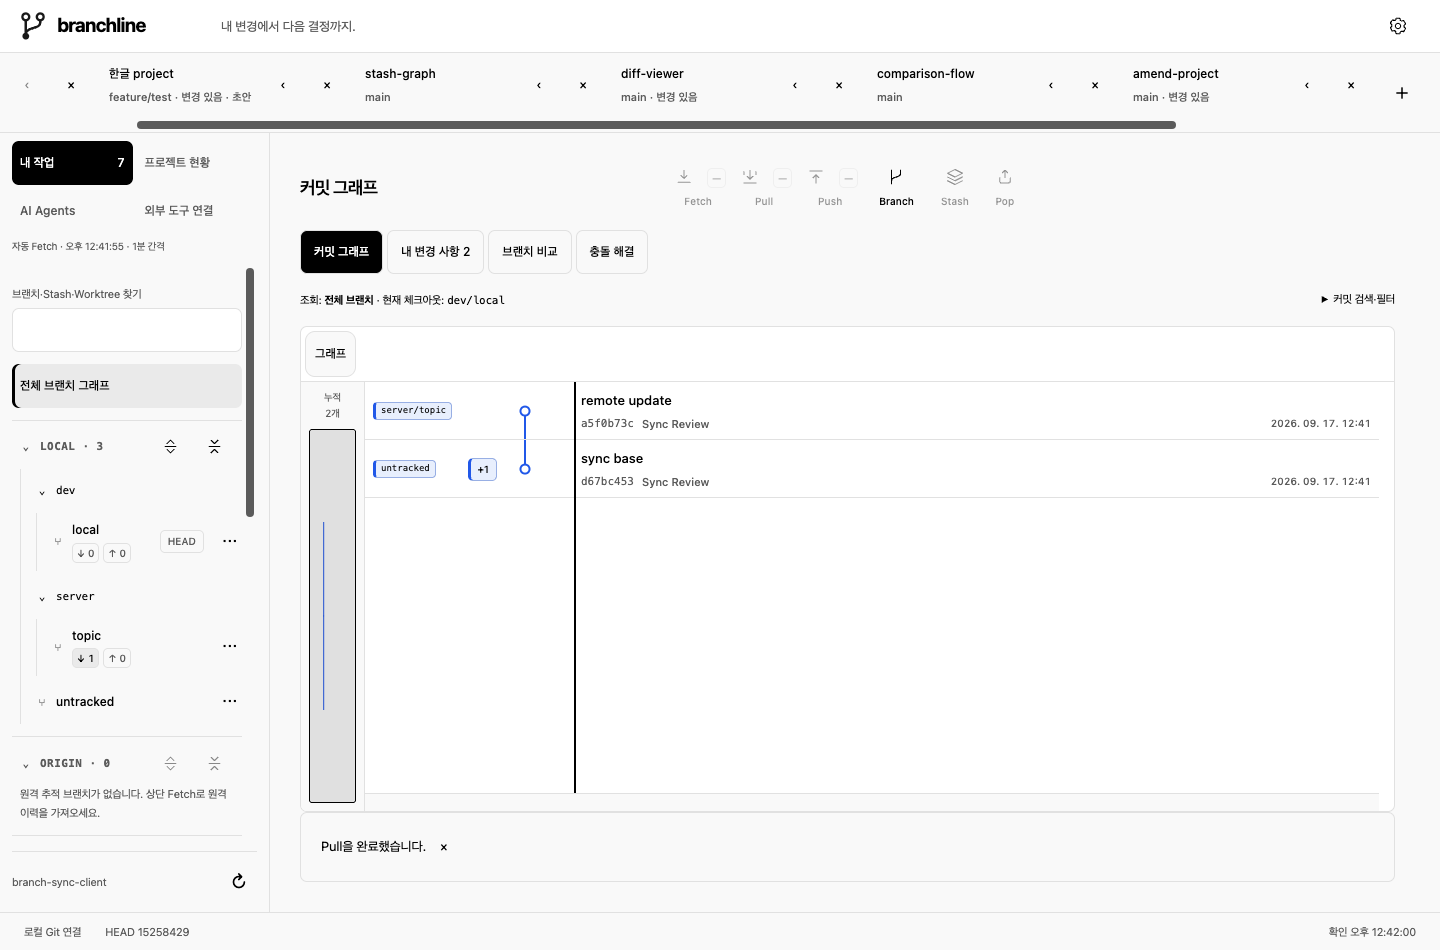 branchline
내 변경에서 다음 결정까지.
한글 project
feature/test · 변경 있음 · 초안
stash-graph
main
diff-viewer
main · 변경 있음
comparison-flow
main
amend-project
main · 변경 있음
내 작업 7
프로젝트 현황
AI Agents
외부 도구 연결
자동 Fetch · 오후 12:41:55 · 1분 간격
브랜치·Stash·Worktree 찾기
전체 브랜치 그래프
LOCAL · 3
dev
local
↓ 0 ↑ 0
HEAD
server
topic
↓ 1 ↑ 0
untracked
ORIGIN · 0
원격 추적 브랜치가 없습니다. 상단 Fetch로 원격
이력을 가져오세요.
branch-sync-client
커밋 그래프
Fetch
Pull
Push
Branch
Stash
Pop
커밋 그래프
내 변경 사항 2
브랜치 비교
충돌 해결
조회: 전체 브랜치 · 현재 체크아웃: dev/local
▶ 커밋 검색·필터
그래프
누적
2개
server/topic
remote update
a5f0b73c Sync Review
2026. 09. 17. 12:41
untracked
+1
sync base
d67bc453 Sync Review
2026. 09. 17. 12:41
Pull을 완료했습니다. ×
로컬 Git 연결
HEAD 15258429
확인 오후 12:42:00